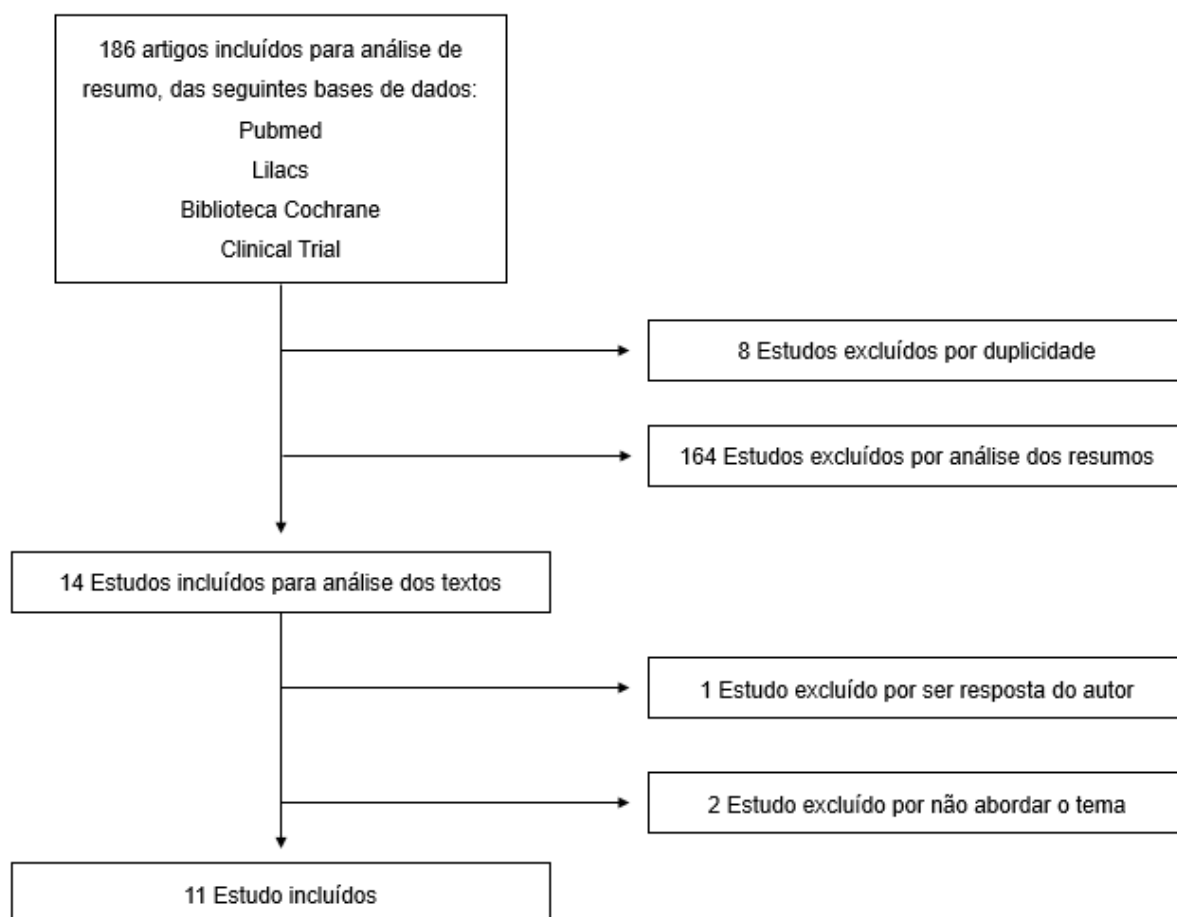 186 artigos incluídos para análise de
resumo, das seguintes bases de dados:
Pubmed
Lilacs
Biblioteca Cochrane
Clinical Trial
8 Estudos excluídos por duplicidade
164 Estudos excluídos por análise dos resumos
14 Estudos incluídos para análise dos textos
1 Estudo excluído por ser resposta do autor
2 Estudo excluído por não abordar o tema
11 Estudo incluídos